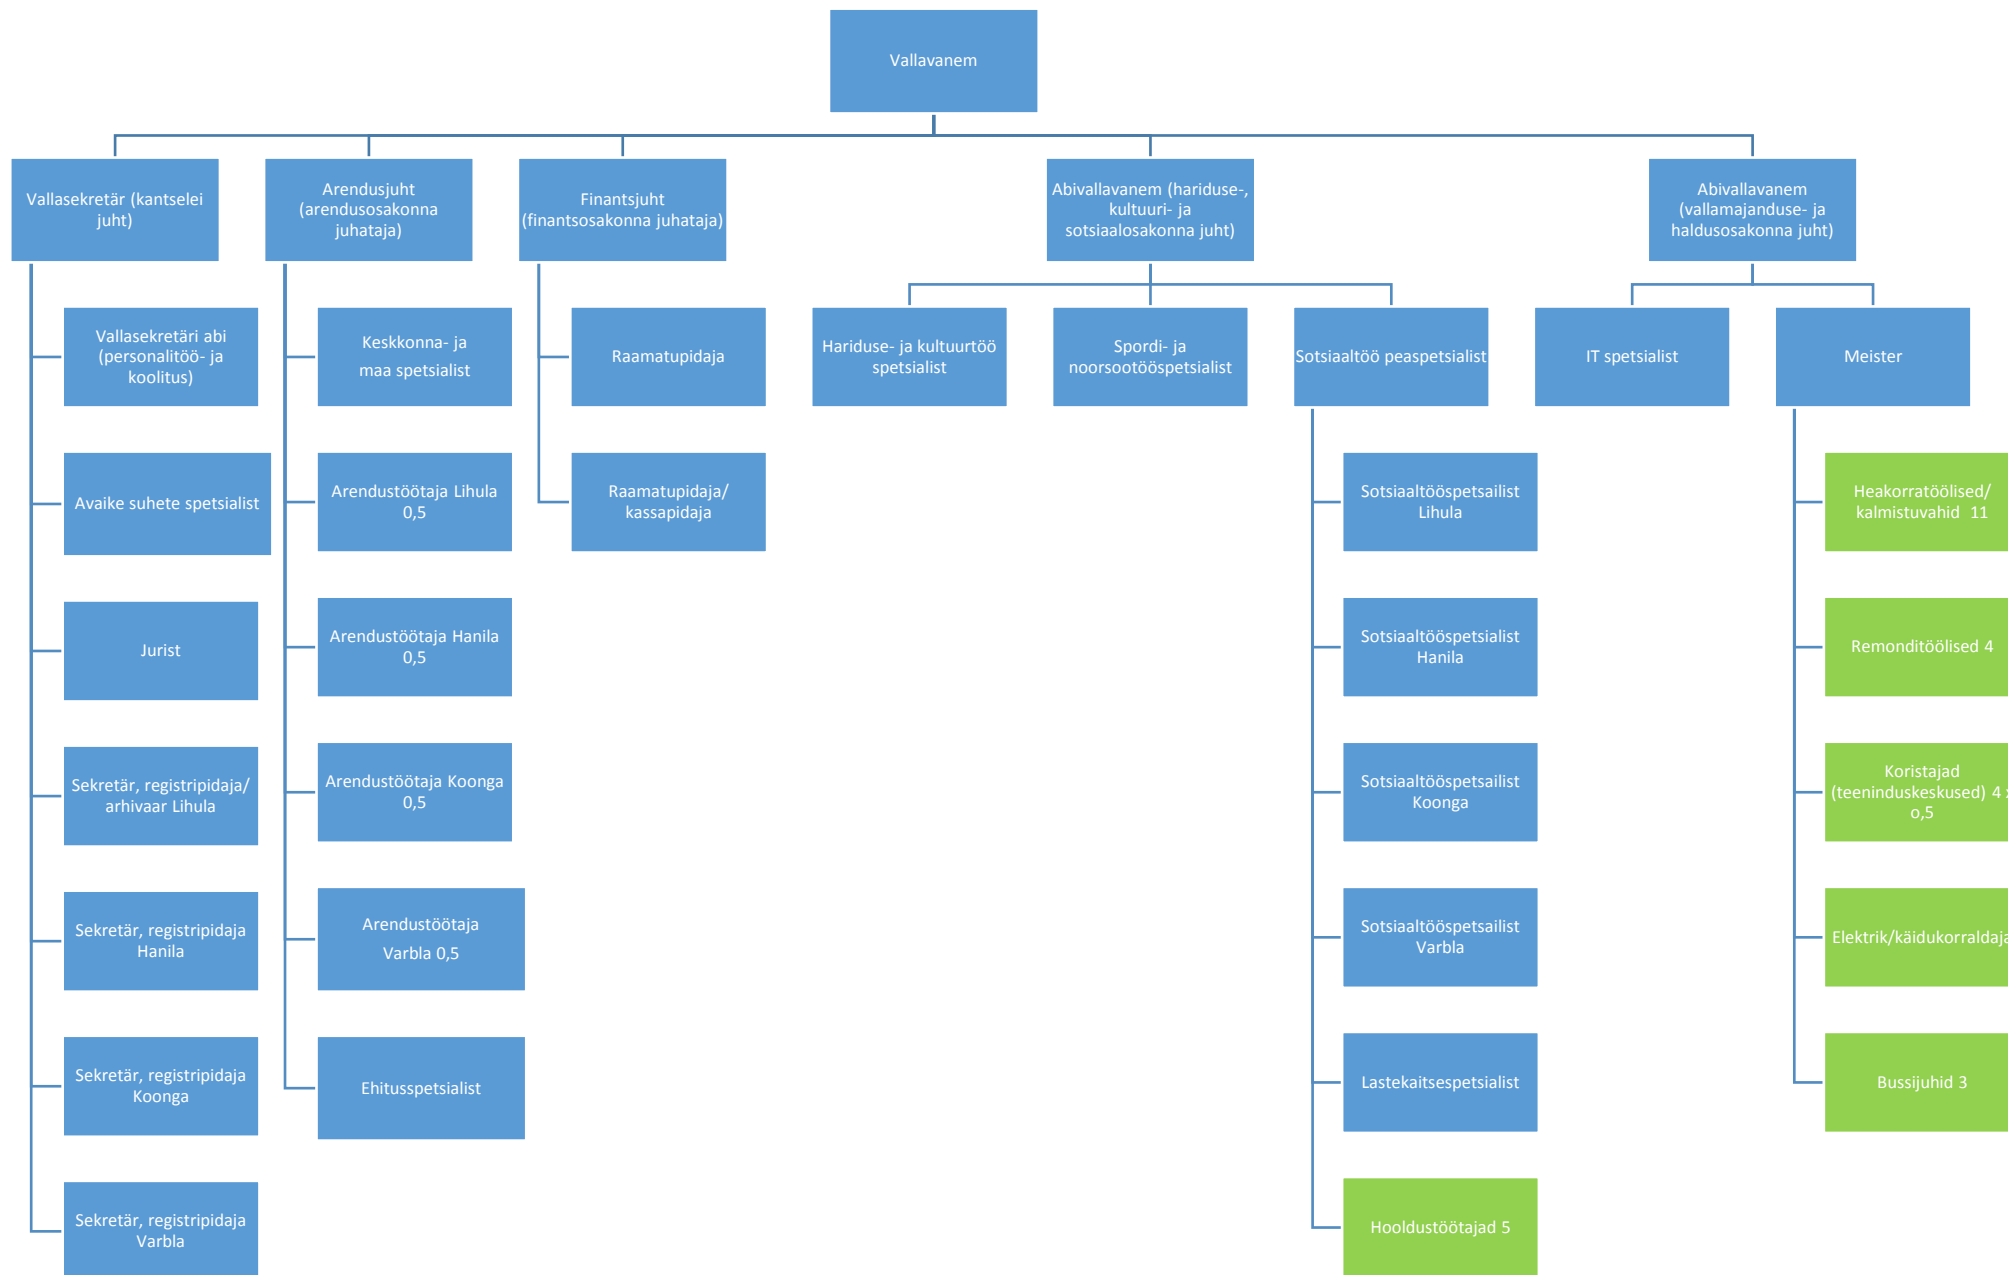 Vallavanem
Vallasekretär (kantselei
juht)
Vallasekretäri abi
(personalitöö- ja
koolitus)
Avaike suhete spetsialist
Jurist
Sekretär, registripidaja/
arhivaar Lihula
Sekretär, registripidaja
Hanila
Sekretär, registripidaja
Koonga
Sekretär, registripidaja
Varbla
Arendusjuht
(arendusosakonna
juhataja)
Keskkonna- ja
maa spetsialist
Arendustöötaja Lihula
0,5
Arendustöötaja Hanila
0,5
Arendustöötaja Koonga
0,5
Arendustöötaja
Varbla 0,5
Ehitusspetsialist
Finantsjuht
(finantsosakonna juhataja)
Raamatupidaja
Raamatupidaja/
kassapidaja
Abivallavanem (hariduse-,
kultuuri- ja
sotsiaalosakonna juht)
Hariduse- ja kultuurtöö
spetsialist
Spordi- ja
noorsootööspetsialist
Sotsiaaltöö peaspetsialist
Sotsiaaltööspetsailist
Lihula
Sotsiaaltööspetsialist
Hanila
Sotsiaaltööspetsailist
Koonga
Sotsiaaltööspetsailist
Varbla
Lastekaitsespetsialist
Hooldustöötajad 5
Abivallavanem
(vallamajanduse- ja
haldusosakonna juht)
IT spetsialist
Meister
Heakorratöölised/
kalmistuvahid 11
Remonditöölised 4
Koristajad
(teeninduskeskused) 4 x
o,5
Elektrik/käidukorraldaja
Bussijuhid 3